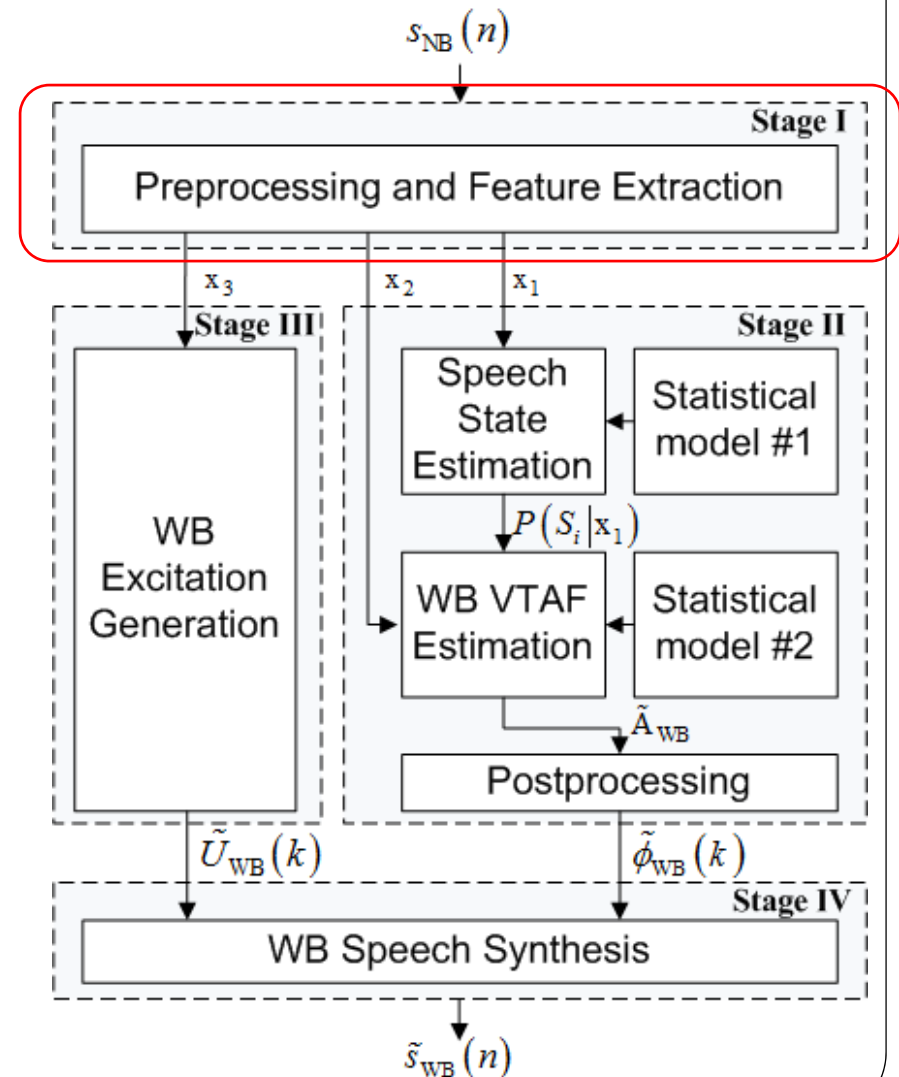 s_NB(n)
Stage I
Preprocessing and Feature Extraction
x_3
x_2
x_1
Stage III
WB
Excitation
Generation
Stage II
Speech
State
Estimation
Statistical
model #1
P(S_i|x_1)
WB VTAF
Estimation
Statistical
model #2
Ã_WB
Postprocessing
Ũ_WB(k)
ϕ̃_WB(k)
Stage IV
WB Speech Synthesis
s̃_WB(n)